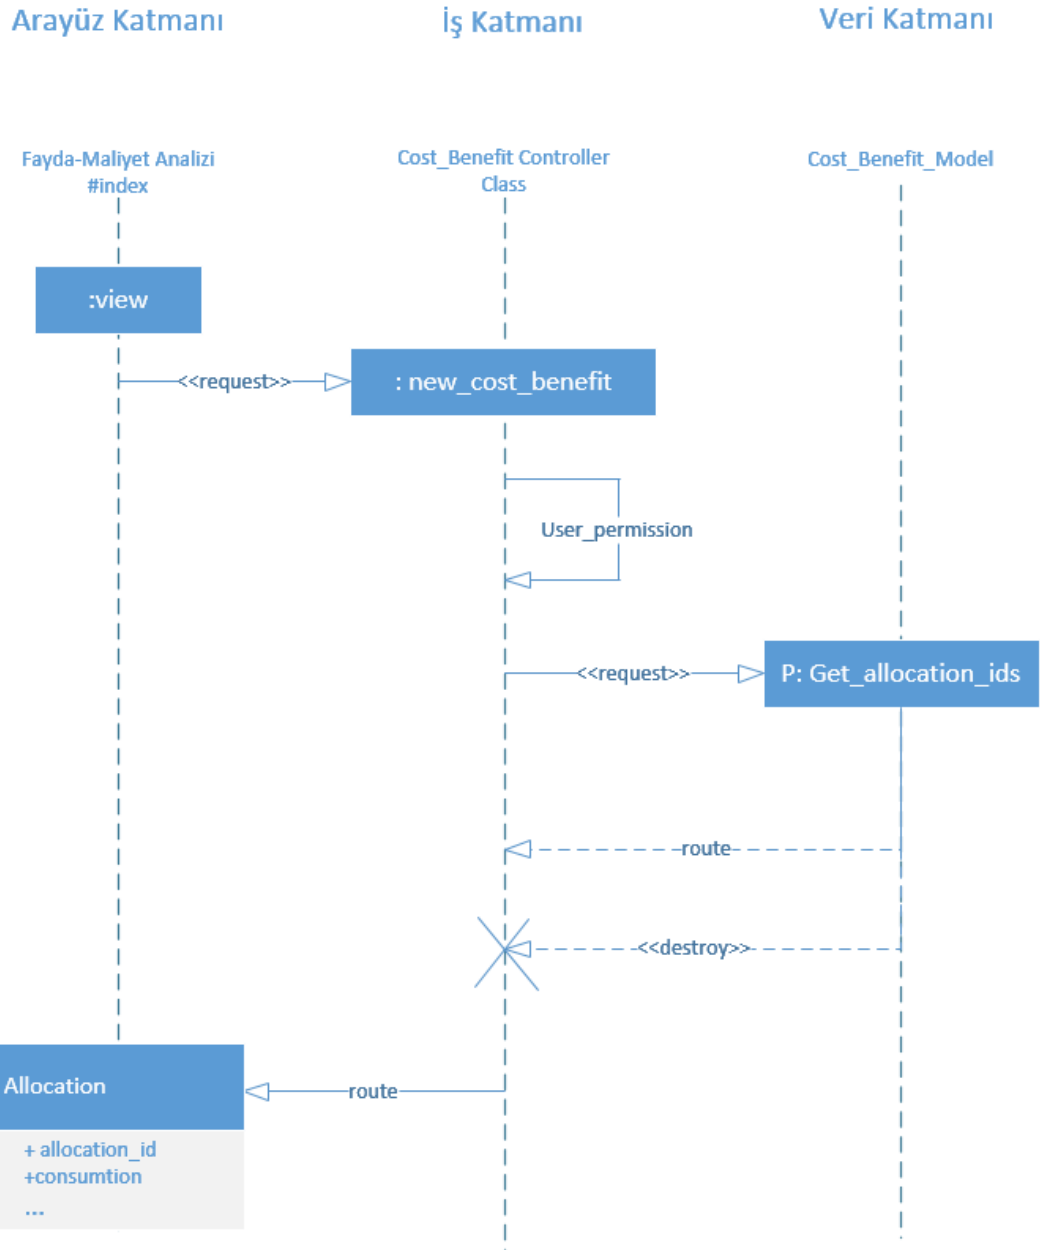 Arayüz Katmanı
İş Katmanı
Veri Katmanı
Fayda-Maliyet Analizi
#index
Cost_Benefit Controller
Class
Cost_Benefit_Model
:view
<<request>>
: new_cost_benefit
User_permission
<<request>>
P: Get_allocation_ids
route
<<destroy>>
Allocation
route
+ allocation_id
+consumtion
...